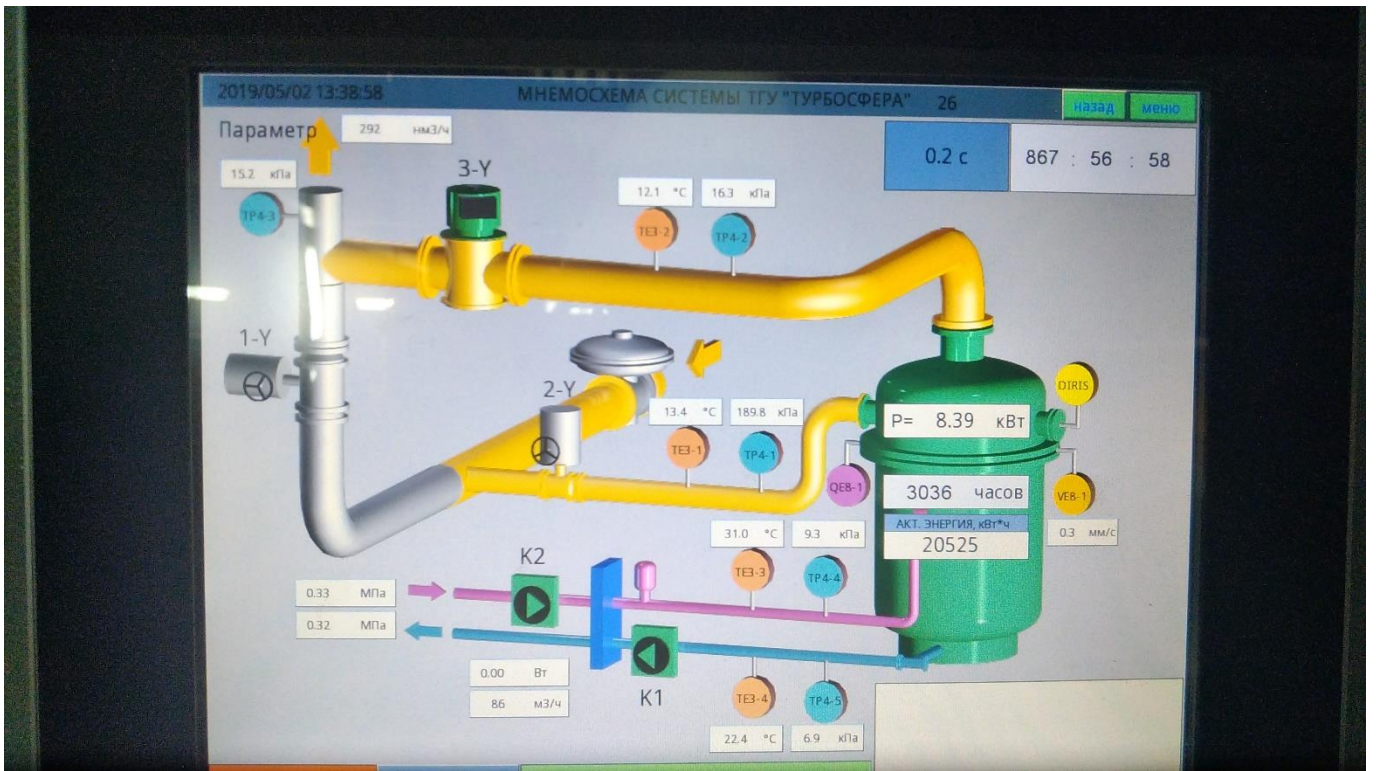 2019/05/02 13:38:58 МНЕМОСХЕМА СИСТЕМЫ ТГУ "ТУРБОСФЕРА" 26 назад меню
Параметр 292 нм3/ч
0.2 с 867 : 56 : 58
15.2 кПа
3-Y
12.1 °С 16.3 кПа
ТР4-3
ТЕ3-2 ТР4-2
1-Y
2-Y
DIRIS
13.4 °С 189.8 кПа
P= 8.39 кВт
ТЕ3-1 ТР4-1
QE8-1 3036 часов VE8-1
АКТ. ЭНЕРГИЯ, кВт*ч
20525
31.0 °С 9.3 кПа 0.3 мм/с
К2
ТЕ3-3 ТР4-4
0.33 МПа
0.32 МПа
0.00 Вт
86 м3/ч
К1
ТЕ3-4 ТР4-5
22.4 °С 6.9 кПа